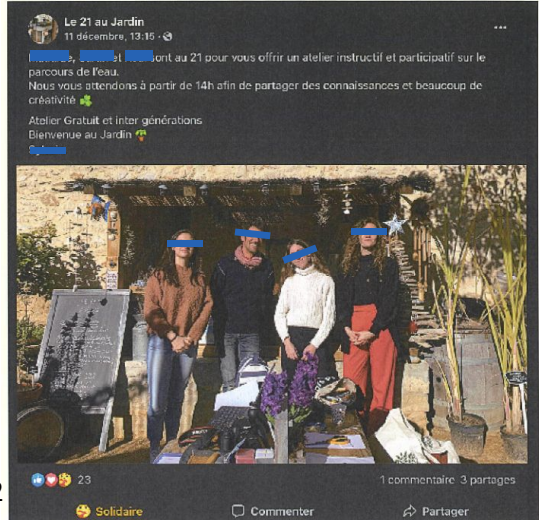 Le 21 au Jardin
11 décembre, 13:15 ·
et sont au 21 pour vous offrir un atelier instructif et participatif sur le
parcours de l'eau.
Nous vous attendons à partir de 14h afin de partager des connaissances et beaucoup de
créativité ☘️
Atelier Gratuit et inter générations
Bienvenue au Jardin
23
1 commentaire 3 partages
Solidaire
Commenter
Partager